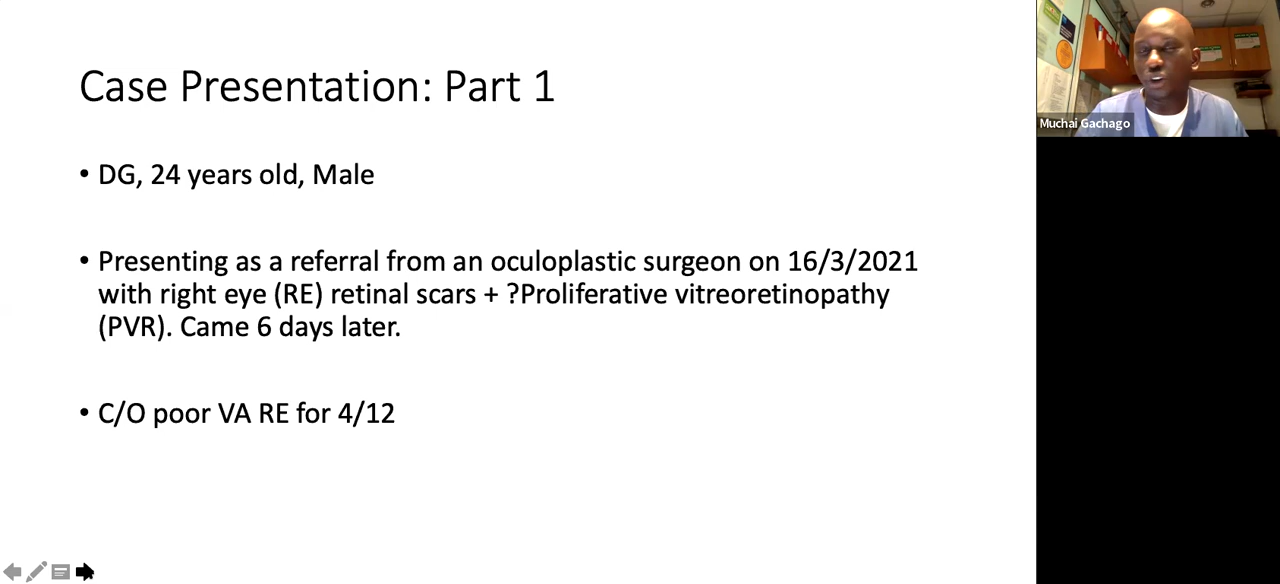 Case Presentation: Part 1
• DG, 24 years old, Male
• Presenting as a referral from an oculoplastic surgeon on 16/3/2021
with right eye (RE) retinal scars + ?Proliferative vitreoretinopathy
(PVR). Came 6 days later.
• C/O poor VA RE for 4/12
Muchai Gachago